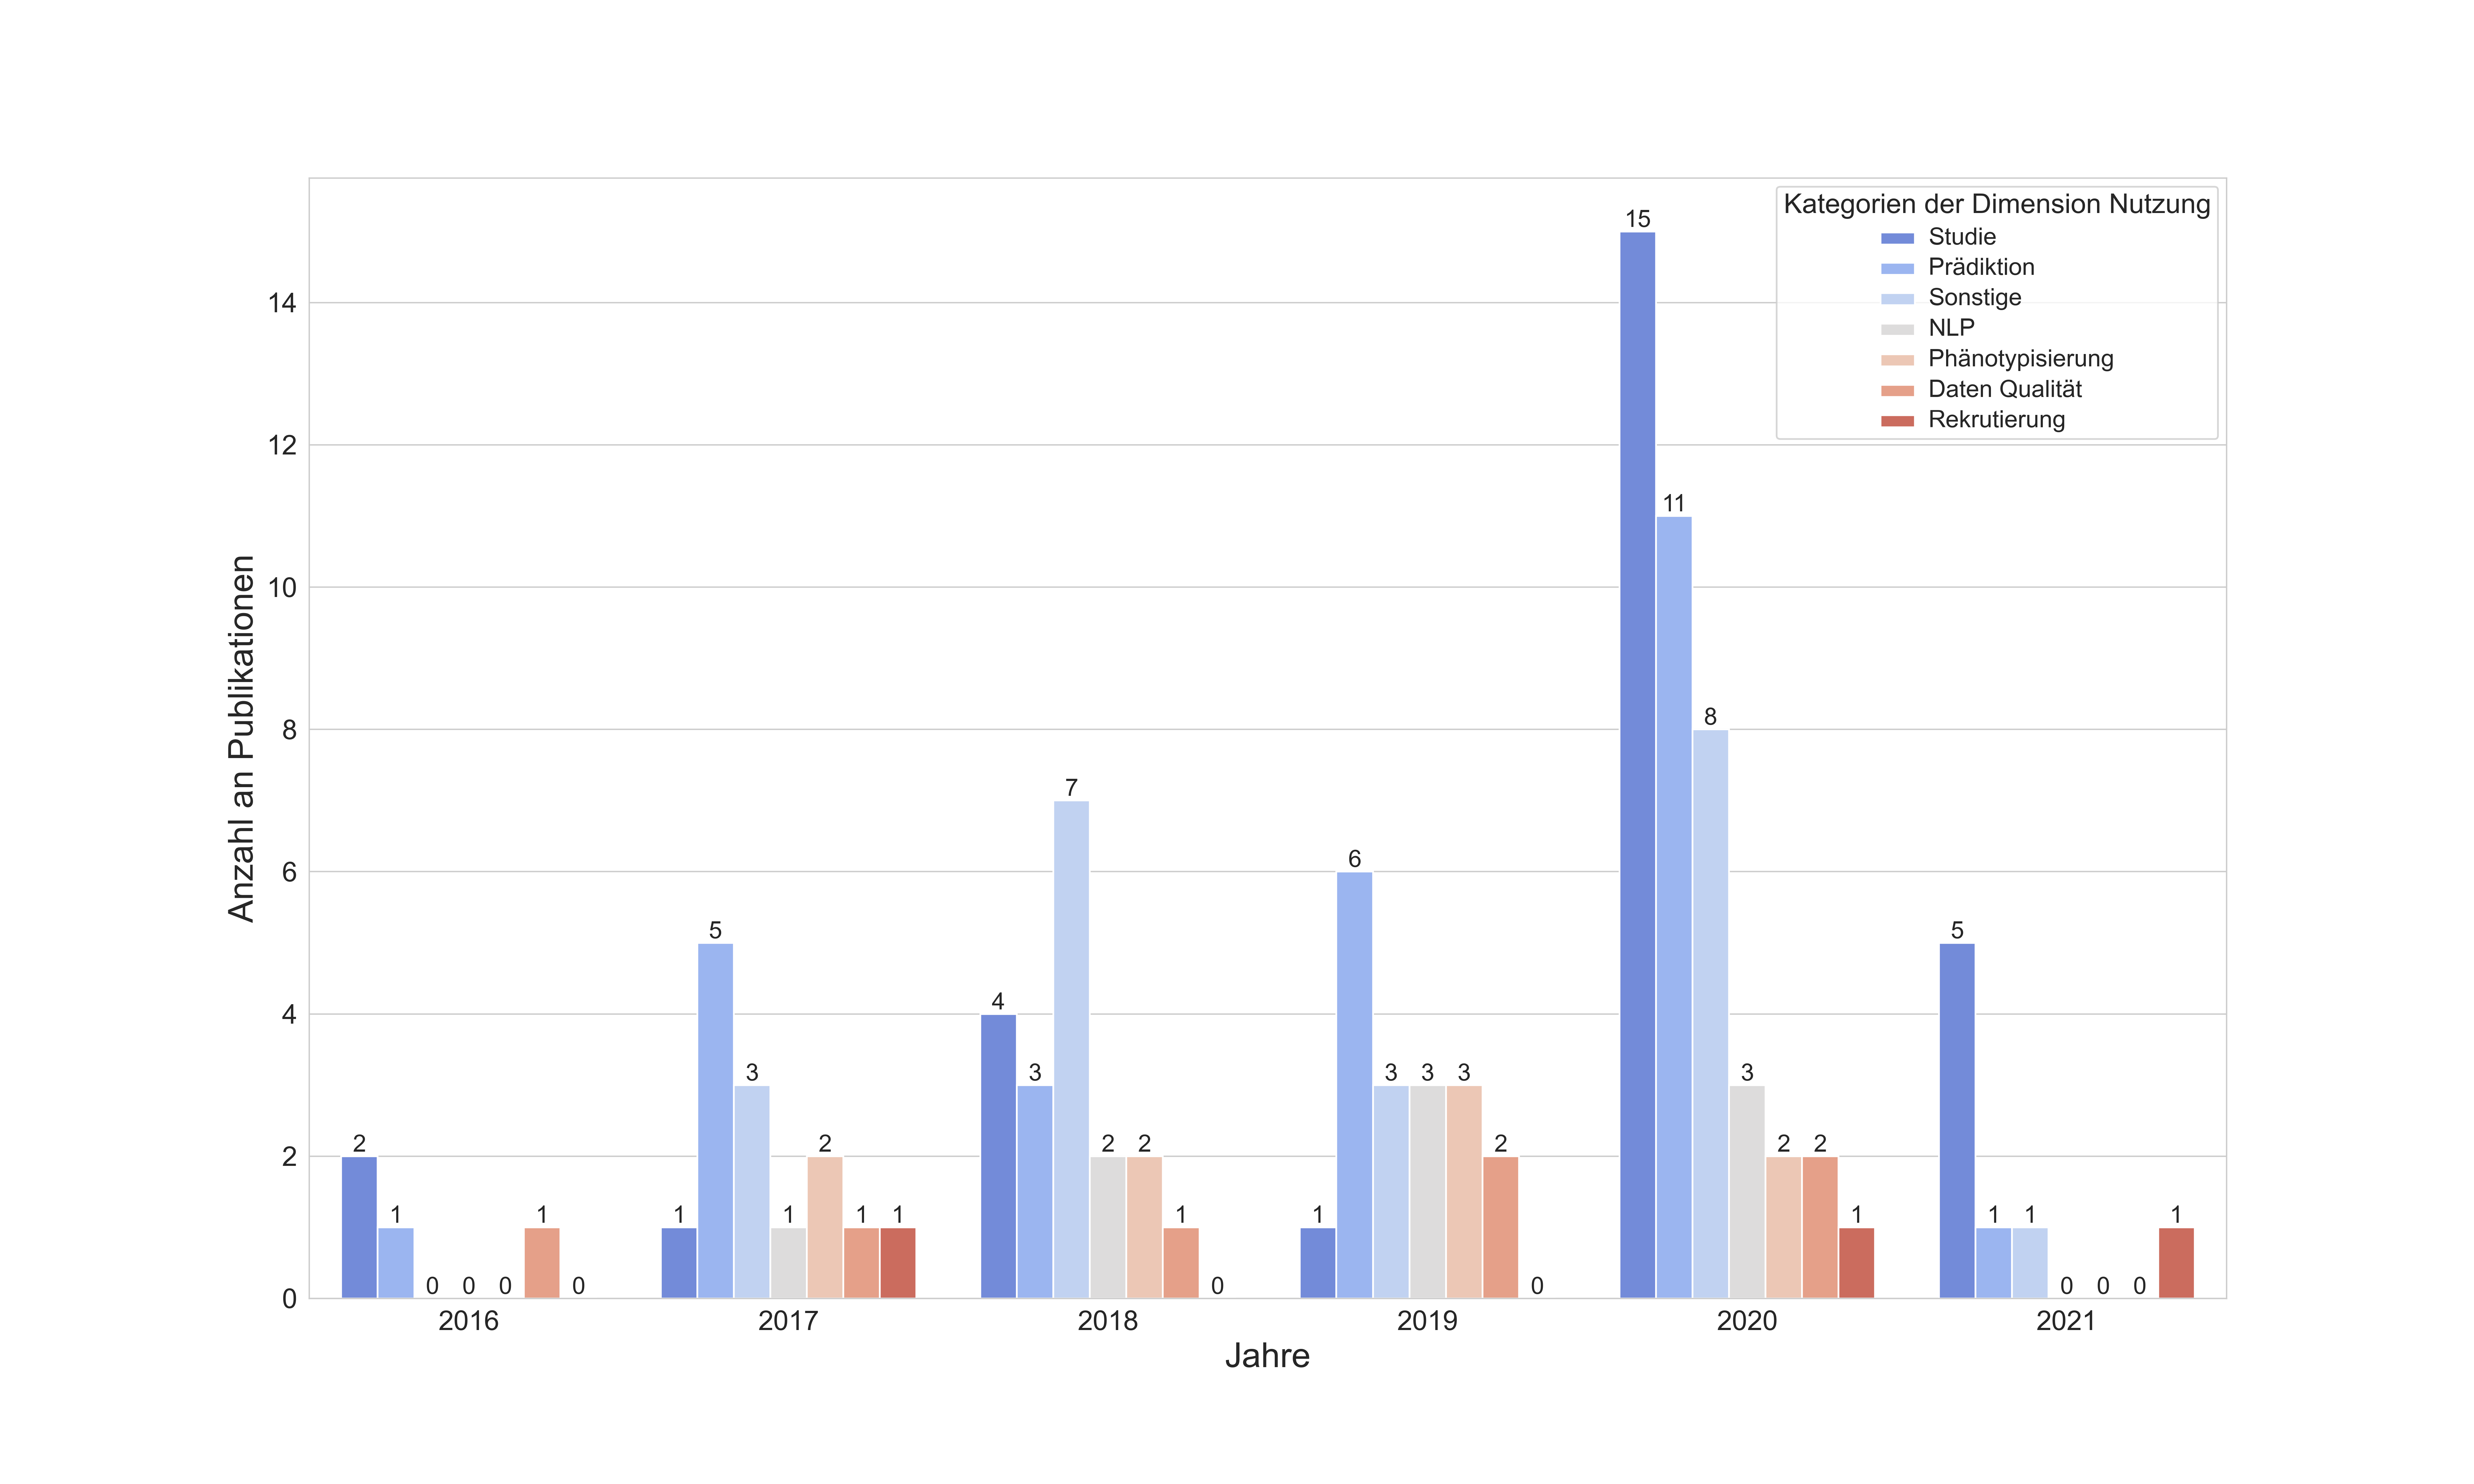 Kategorien der Dimension Nutzung
Studie
Prädiktion
Sonstige
NLP
Phänotypisierung
Daten Qualität
Rekrutierung
Anzahl an Publikationen
14
12
10
8
6
4
2
0
2 1 0 0 0 1 0
1 5 3 1 2 1 1
4 3 7 2 2 1 0
1 6 3 3 3 2 0
15 11 8 3 2 2 1
5 1 1 0 0 0 1
2016 2017 2018 2019 2020 2021
Jahre